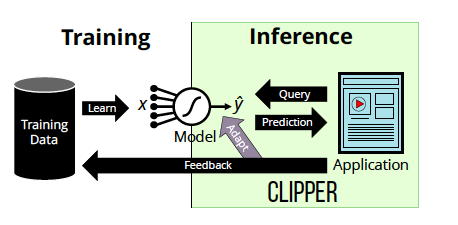 Training
Inference
Training
Data
Learn
x
ŷ
Model
Adapt
Query
Prediction
Feedback
Application
CLIPPER